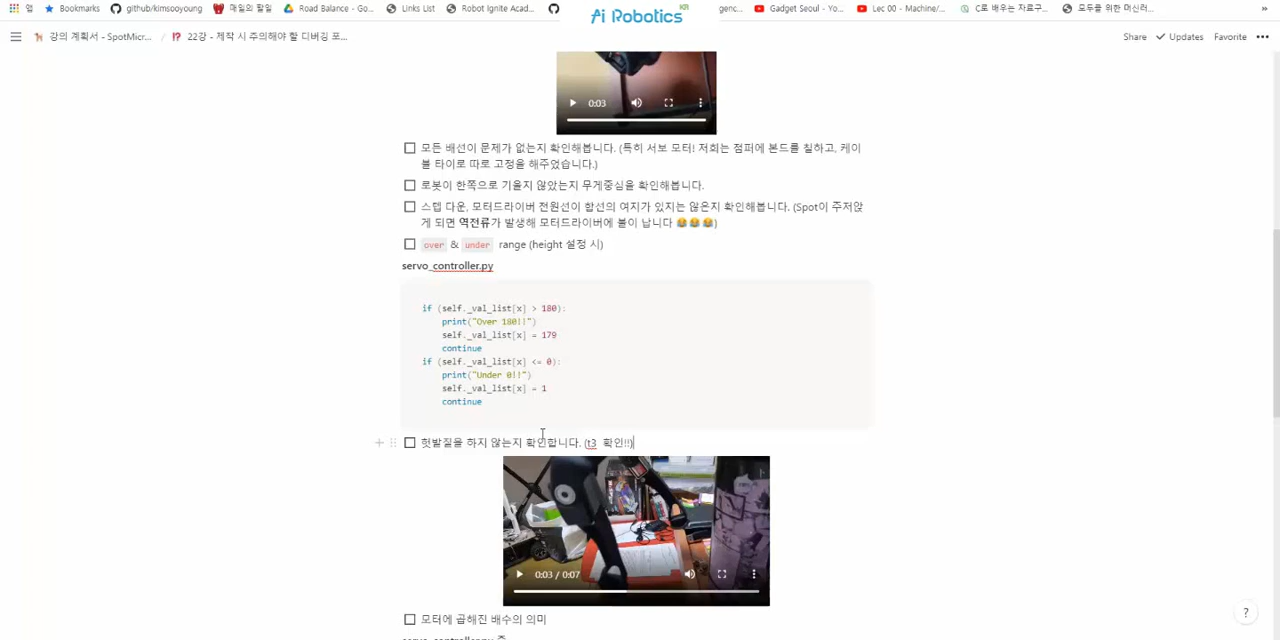 앱
Bookmarks
github/kimsooyoung
매일의 팔일
Road Balance - Go...
Links List
Robot Ignite Acad...
Ai Robotics KR
genc...
Gadget Seoul - Yo...
Lec 00 - Machine/...
C로 배우는 자료구...
모두를 위한 머신러...
»
강의 계획서 - SpotMicr... / 22강 - 제작 시 주의해야 할 디버깅 포...
Share
Updates
Favorite
0:03
모든 배선이 문제가 없는지 확인해봅니다. (특히 서보 모터! 저희는 점퍼에 본드를 칠하고, 케이
블 타이로 따로 고정을 해주었습니다.)
로봇이 한쪽으로 기울지 않았는지 무게중심을 확인해봅니다.
스텝 다운, 모터드라이버 전원선이 합선의 여지가 있지는 않은지 확인해봅니다. (Spot이 주저앉
게 되면 역전류가 발생해 모터드라이버에 불이 납니다 😂😂😂)
over & under range (height 설정 시)
servo_controller.py
if (self._val_list[x] > 180):
print("Over 180!!")
self._val_list[x] = 179
continue
if (self._val_list[x] <= 0):
print("Under 0!!")
self._val_list[x] = 1
continue
헛발질을 하지 않는지 확인합니다. (t3 확인!!)
0:03 / 0:07
모터에 곱해진 배수의 의미
?